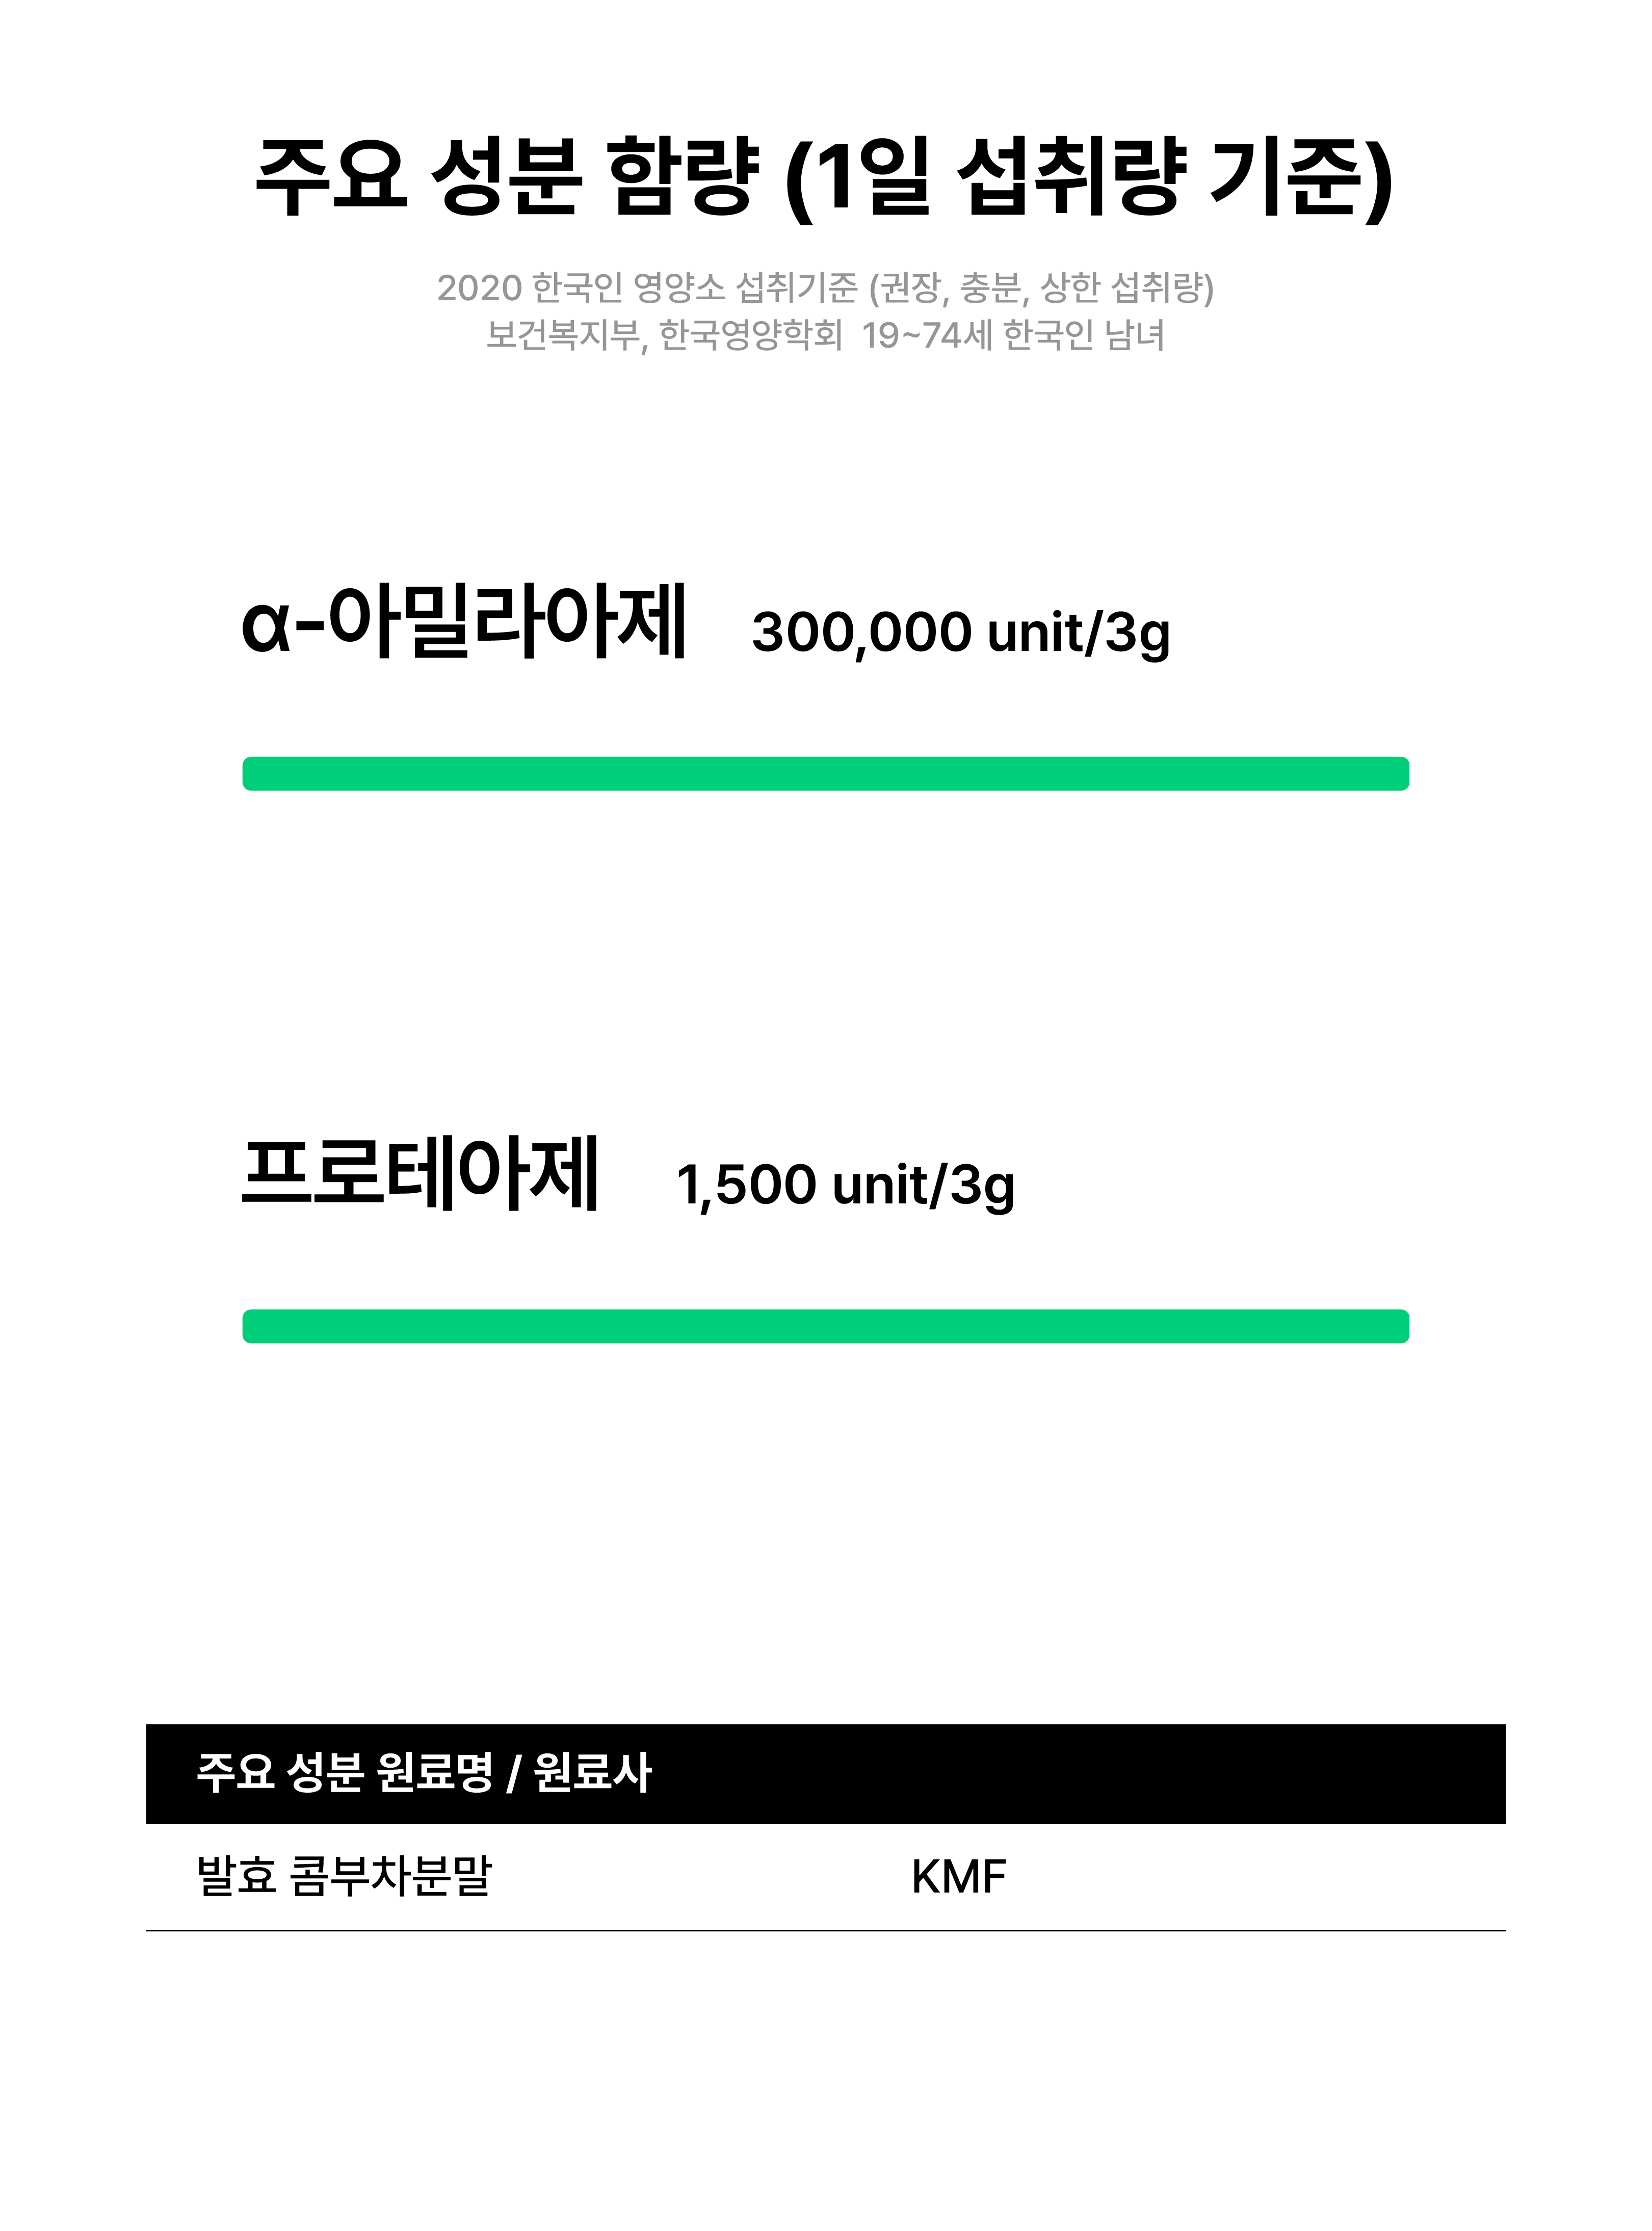 주요 성분 함량 (1일 섭취량 기준)
2020 한국인 영양소 섭취기준 (권장, 충분, 상한 섭취량)
보건복지부, 한국영양학회 19~74세 한국인 남녀
α-아밀라아제 300,000 unit/3g
프로테아제 1,500 unit/3g
주요 성분 원료명 / 원료사
발효 콤부차분말 KMF